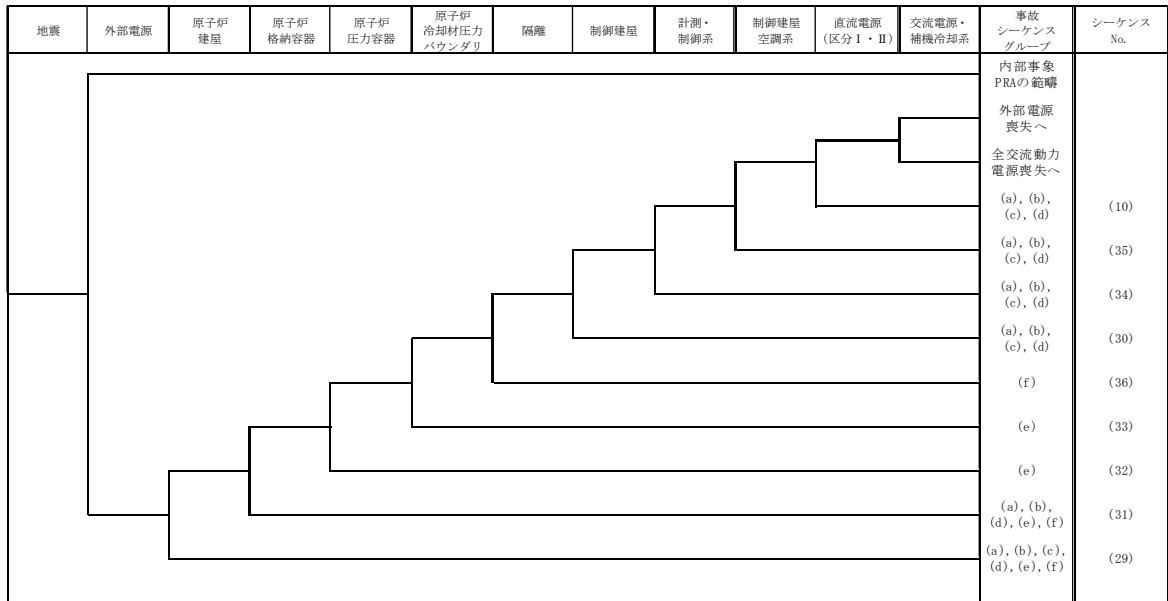 地震
外部電源
原子炉
建屋
原子炉
格納容器
原子炉
圧力容器
原子炉
冷却材圧力
バウンダリ
隔離
制御建屋
計測・
制御系
制御建屋
空調系
直流電源
(区分Ⅰ・Ⅱ)
交流電源・
補機冷却系
事故
シーケンス
グループ
シーケンス
No.
内部事象
PRAの範疇
外部電源
喪失へ
全交流動力
電源喪失へ
(a), (b),
(c), (d)
(10)
(a), (b),
(c), (d)
(35)
(a), (b),
(c), (d)
(34)
(a), (b),
(c), (d)
(30)
(f)
(36)
(e)
(33)
(e)
(32)
(a), (b),
(d), (e), (f)
(31)
(a), (b), (c),
(d), (e), (f)
(29)